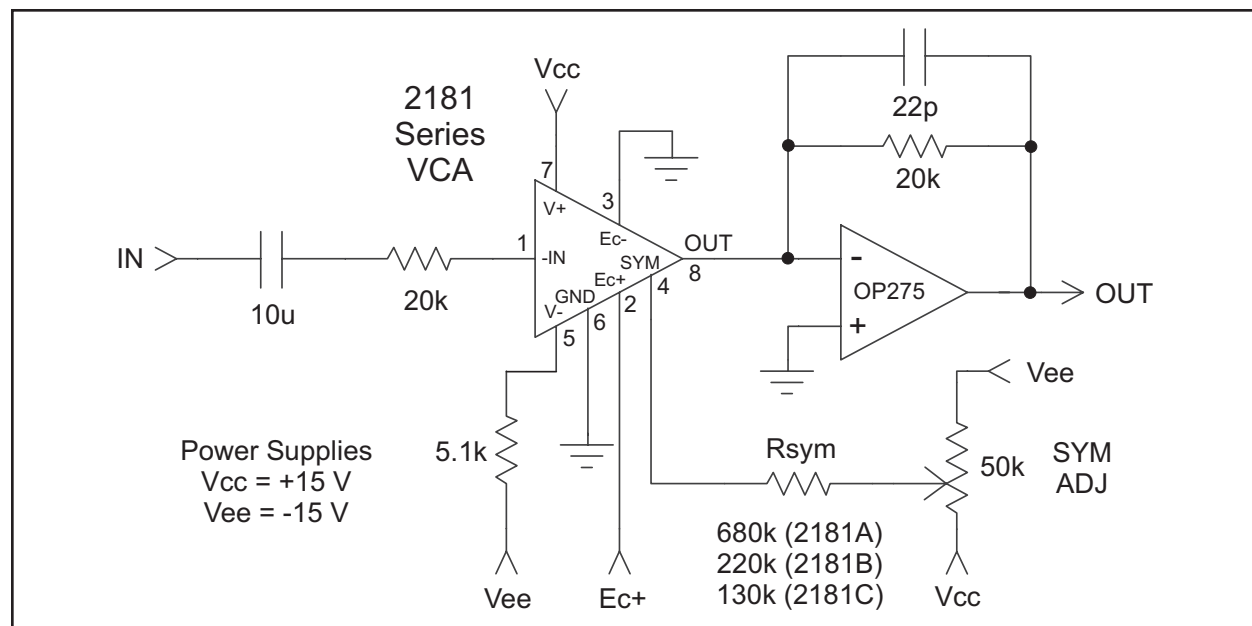 2181
Series
VCA
Vcc
7
V+
3
Ec-
22p
20k
IN
10u
20k
1
-IN
SYM
OUT
8
4
Ec+
2
GND
6
V-
5
-
OP275
+
OUT
Power Supplies
Vcc = +15 V
Vee = -15 V
5.1k
Vee
Ec+
Rsym
680k (2181A)
220k (2181B)
130k (2181C)
Vee
50k
SYM
ADJ
Vcc